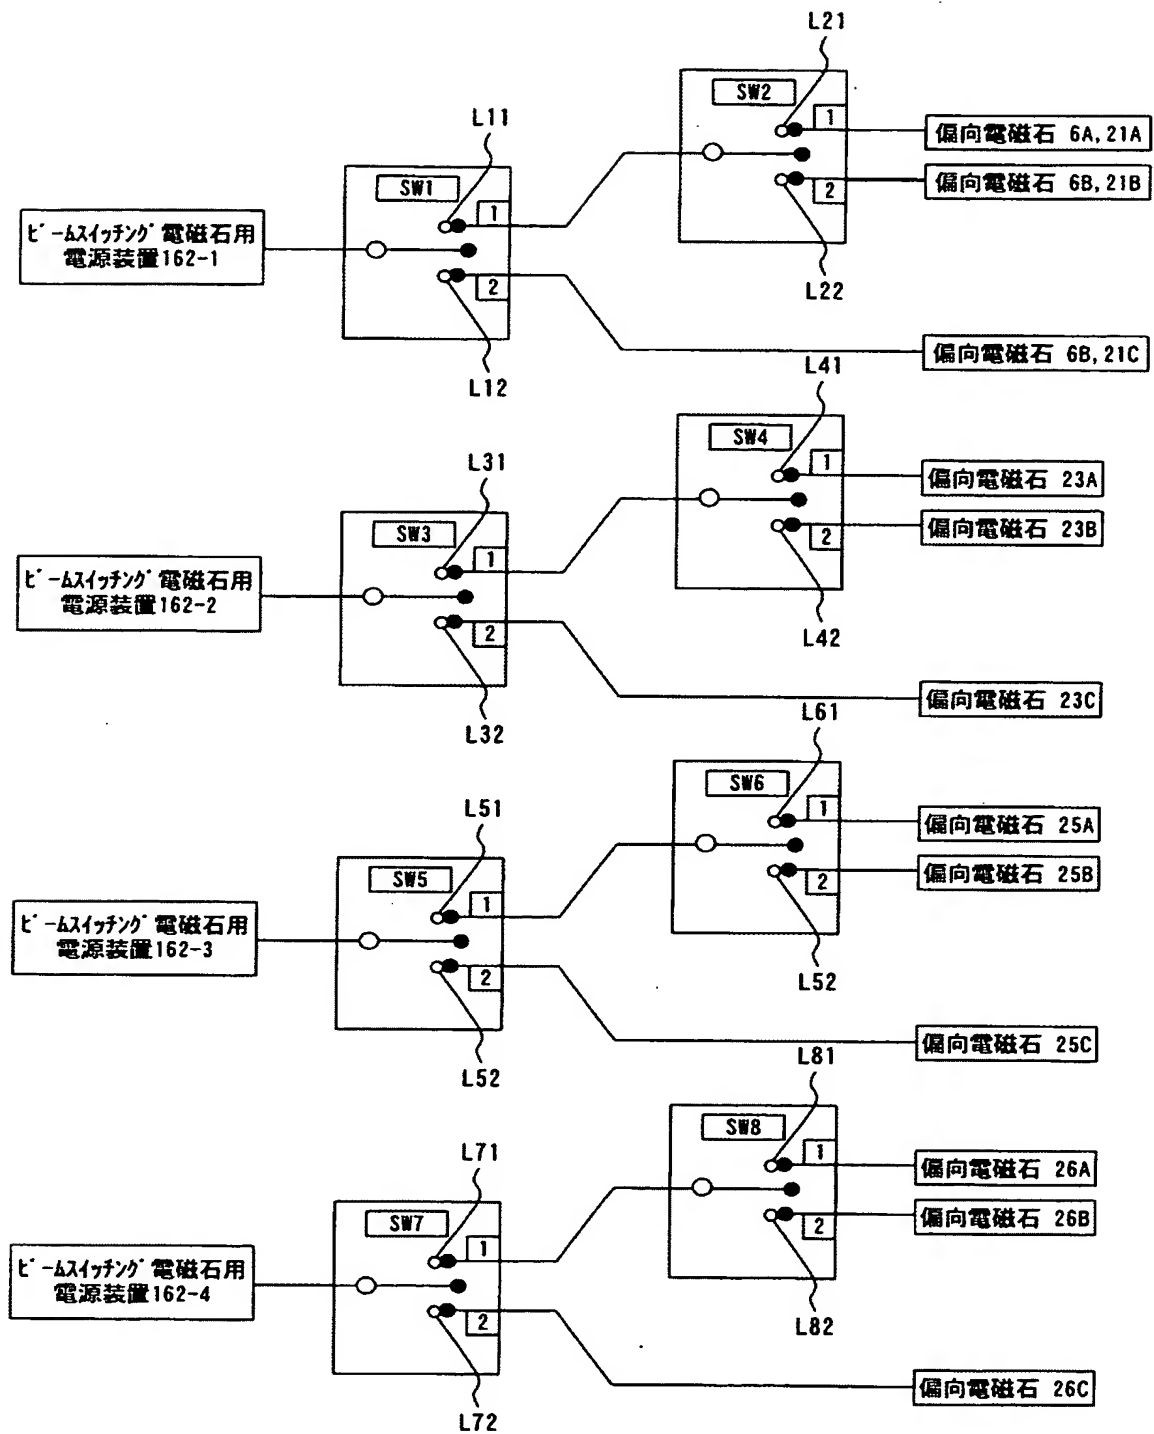 L21
SW2
1
偏向電磁石 6A,21A
L11
偏向電磁石 6B,21B
2
SW1
1
ビームスイッチング電磁石用
電源装置162-1
2
L22
偏向電磁石 6B,21C
L12
L41
SW4
1
偏向電磁石 23A
L31
偏向電磁石 23B
2
SW3
1
ビームスイッチング電磁石用
電源装置162-2
2
L42
偏向電磁石 23C
L32
L61
SW6
1
偏向電磁石 25A
L51
偏向電磁石 25B
2
SW5
1
ビームスイッチング電磁石用
電源装置162-3
2
L52
偏向電磁石 25C
L52
L81
SW8
1
偏向電磁石 26A
L71
偏向電磁石 26B
2
SW7
1
ビームスイッチング電磁石用
電源装置162-4
2
L82
偏向電磁石 26C
L72